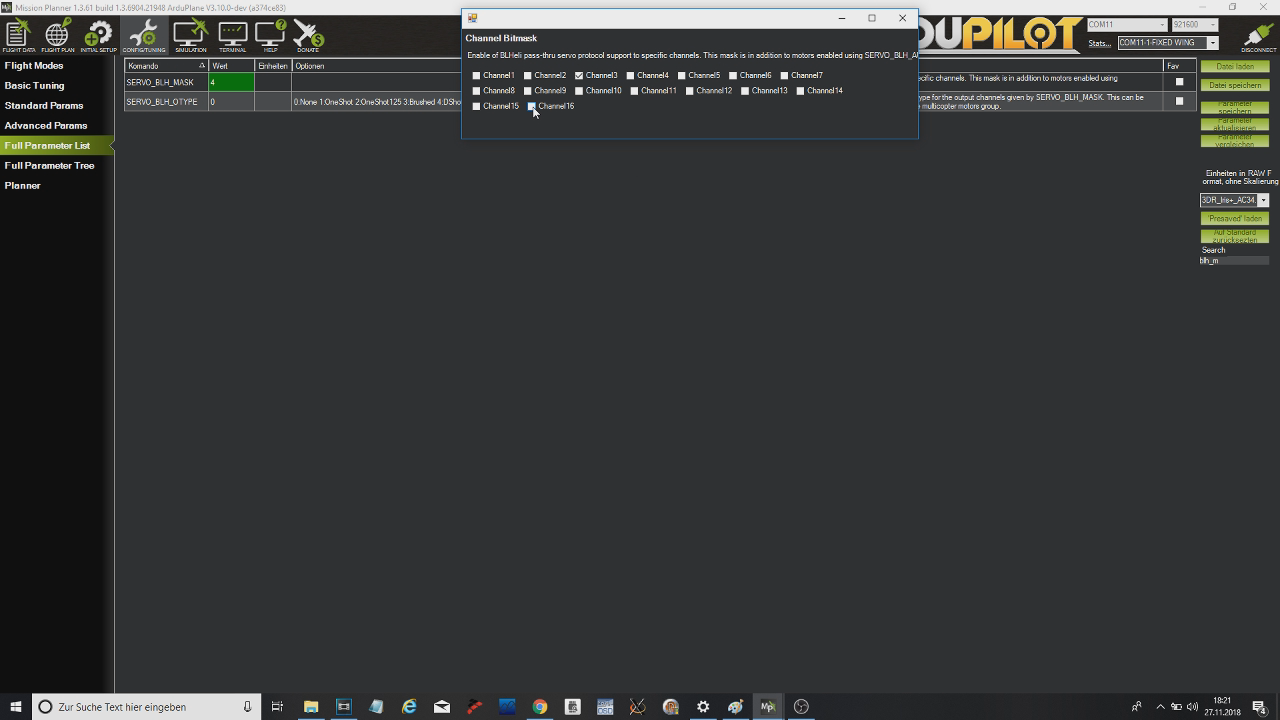 Mission Planner 1.3.61 build 1.3.6904.21948 ArduPlane V3.10.0-dev (a374ce83)
FLIGHT DATA
FLIGHT PLAN
INITIAL SETUP
CONFIG/TUNING
SIMULATION
TERMINAL
HELP
DONATE
DUPILOT
COM11
921600
Stats...
COM11-1-FIXED WING
DISCONNECT
Flight Modes
Basic Tuning
Standard Params
Advanced Params
Full Parameter List
Full Parameter Tree
Planner
Komando
Wert
Einheiten
Optionen
Fav
SERVO_BLH_MASK
4
ecific channels. This mask is in addition to motors enabled using
SERVO_BLH_OTYPE
0
0:None 1:OneShot 2:OneShot125 3:Brushed 4:DSho
ype for the output channels given by SERVO_BLH_MASK. This can be
multicopter motors group.
Channel Bitmask
Enable of BLHeli pass-thru servo protocol support to specific channels. This mask is in addition to motors enabled using SERVO_BLH_AU
Channel1
Channel2
Channel3
Channel4
Channel5
Channel6
Channel7
Channel8
Channel9
Channel10
Channel11
Channel12
Channel13
Channel14
Channel15
Channel16
Datei laden
Datei speichern
Parameter
speichern
Parameter
aktualisieren
Parameter
vergleichen
Einheiten in RAW F
ormat, ohne Skalierung
3DR_Iris+_AC34.
'Presaved' laden
Auf Standard
zurücksetzen
Search
blh_m
Zur Suche Text hier eingeben
18:21
27.11.2018